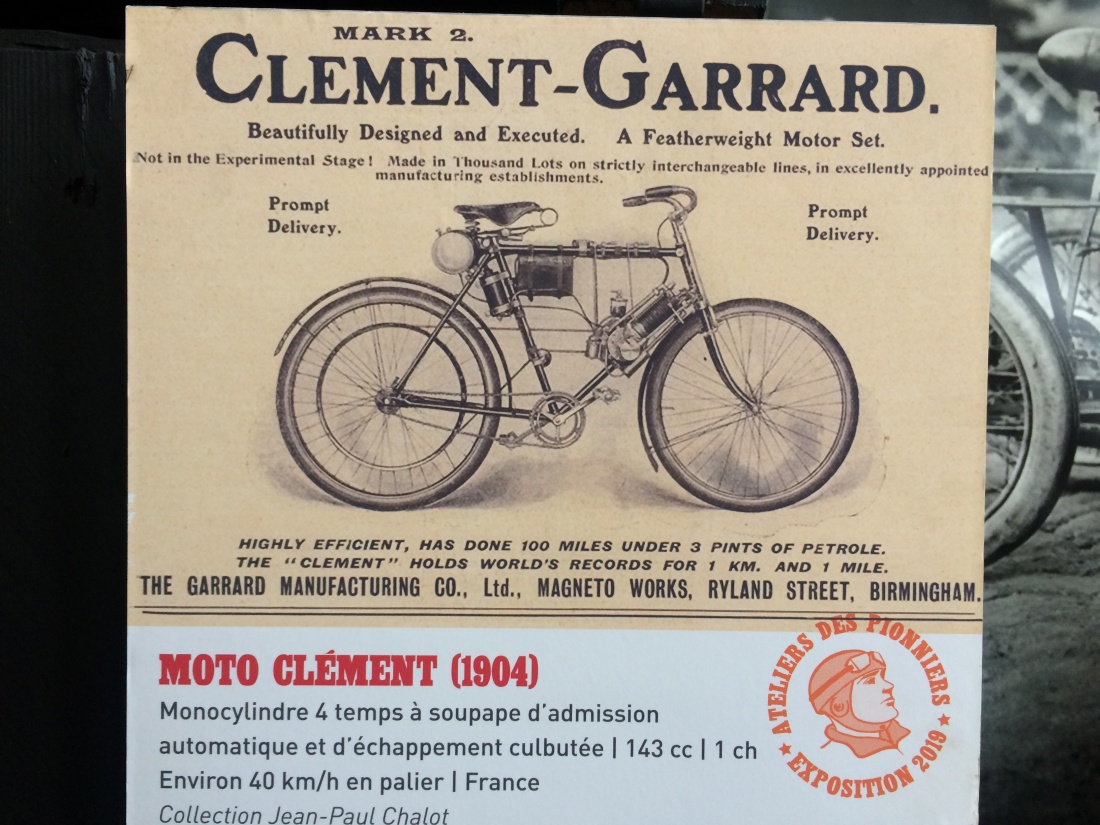 MARK 2.
CLEMENT-GARRARD.
Beautifully Designed and Executed. A Featherweight Motor Set.
Not in the Experimental Stage! Made in Thousand Lots on strictly interchangeable lines, in excellently appointed
manufacturing establishments.
Prompt
Delivery.
Prompt
Delivery.
HIGHLY EFFICIENT, HAS DONE 100 MILES UNDER 3 PINTS OF PETROLE.
THE "CLEMENT" HOLDS WORLD'S RECORDS FOR 1 KM. AND 1 MILE.
THE GARRARD MANUFACTURING CO., Ltd., MAGNETO WORKS, RYLAND STREET, BIRMINGHAM.
MOTO CLÉMENT (1904)
Monocylindre 4 temps à soupape d'admission
automatique et d'échappement culbutée | 143 cc | 1 ch
Environ 40 km/h en palier | France
Collection Jean-Paul Chalot
ATELIERS DES PIONNIERS
EXPOSITION 2019